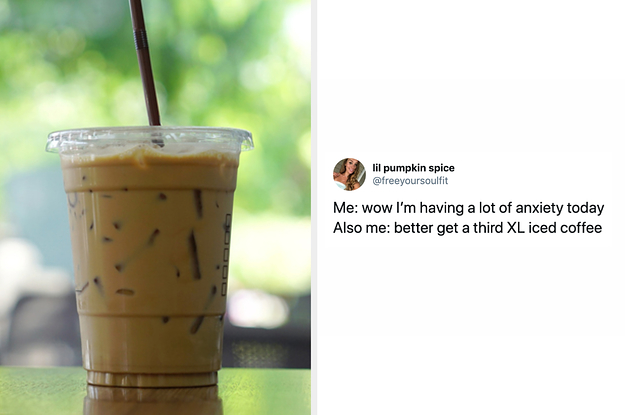 lil pumpkin spice
@freeyoursoulfit
Me: wow I’m having a lot of anxiety today
Also me: better get a third XL iced coffee